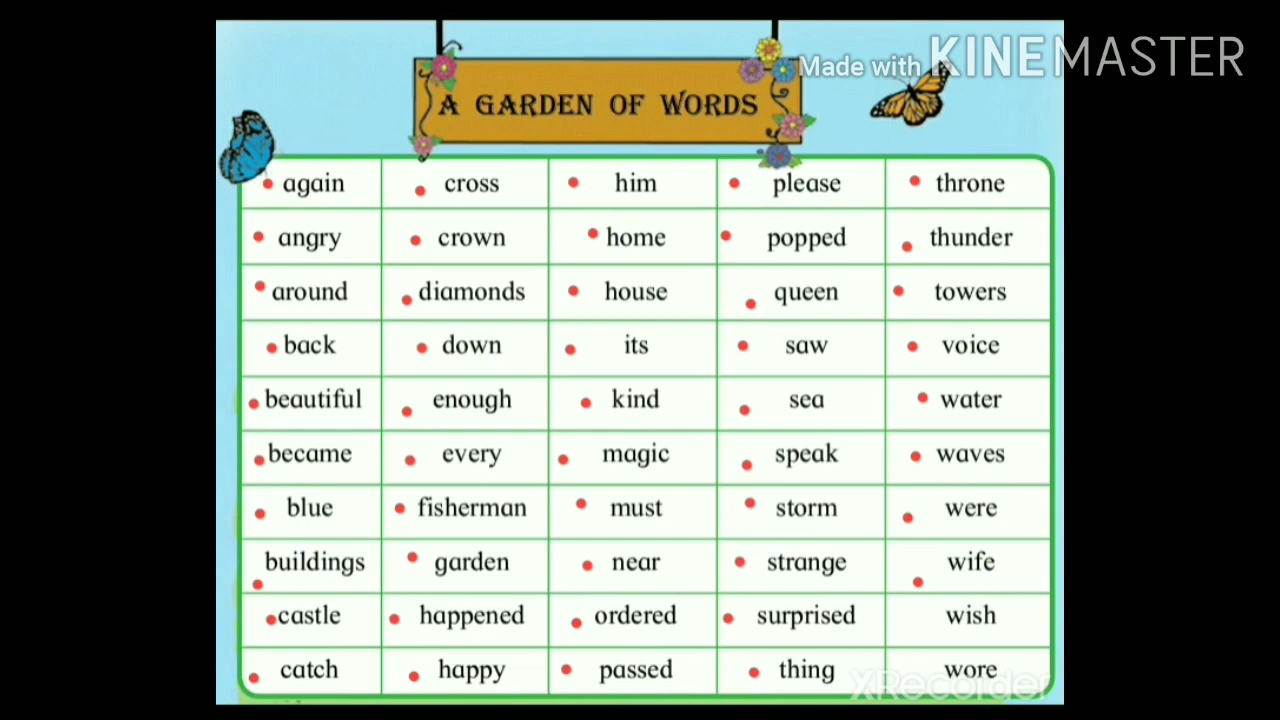 Made with KINEMASTER
A GARDEN OF WORDS
again cross him please throne
angry crown home popped thunder
around diamonds house queen towers
back down its saw voice
beautiful enough kind sea water
became every magic speak waves
blue fisherman must storm were
buildings garden near strange wife
castle happened ordered surprised wish
catch happy passed thing wore
XRecorder